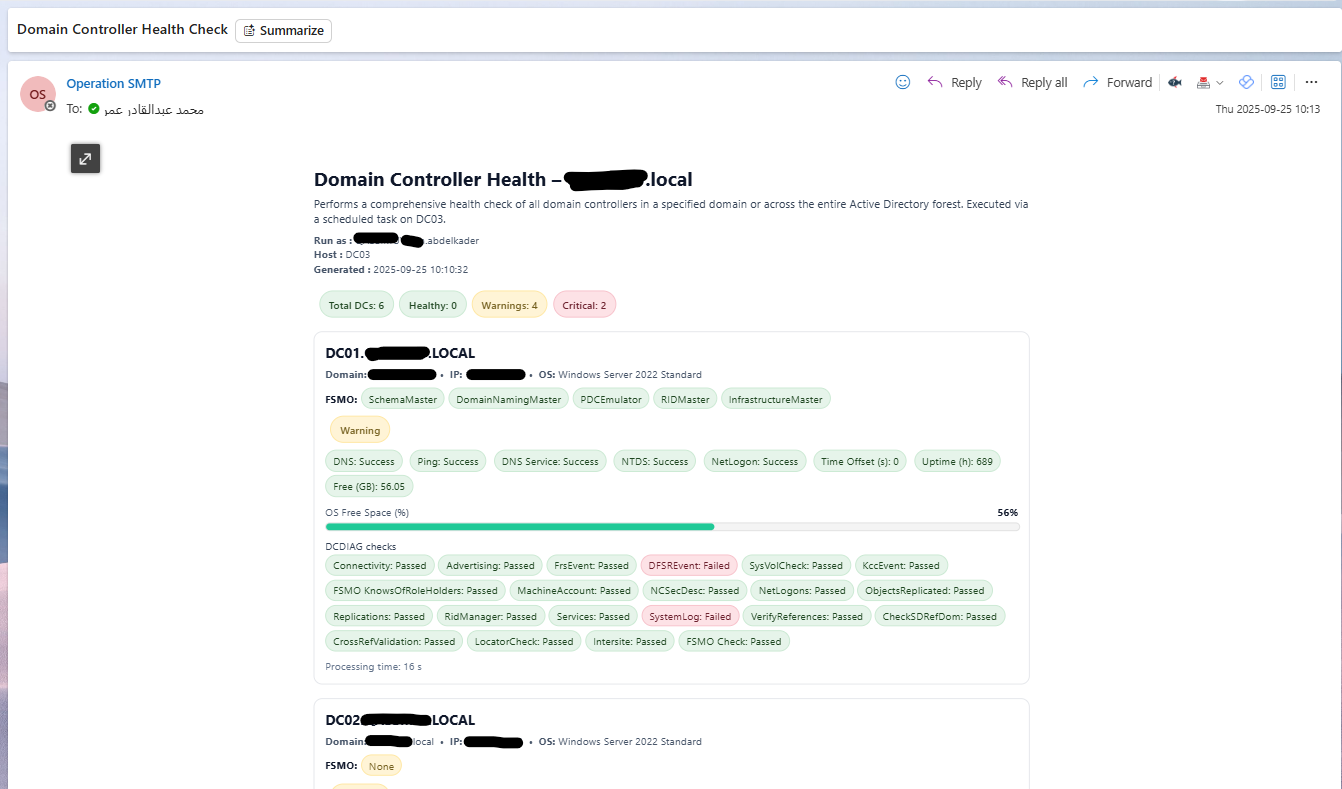 Domain Controller Health Check Summarize
OS Operation SMTP Reply Reply all Forward
To: محمد عبدالقادر عمر Thu 2025-09-25 10:13
Domain Controller Health – .local
Performs a comprehensive health check of all domain controllers in a specified domain or across the entire Active Directory forest. Executed via
a scheduled task on DC03.
Run as : .abdelkader
Host : DC03
Generated : 2025-09-25 10:10:32
Total DCs: 6 Healthy: 0 Warnings: 4 Critical: 2
DC01. .LOCAL
Domain: • IP: • OS: Windows Server 2022 Standard
FSMO: SchemaMaster DomainNamingMaster PDCEmulator RIDMaster InfrastructureMaster
Warning
DNS: Success Ping: Success DNS Service: Success NTDS: Success NetLogon: Success Time Offset (s): 0 Uptime (h): 689
Free (GB): 56.05
OS Free Space (%) 56%
DCDIAG checks
Connectivity: Passed Advertising: Passed FrsEvent: Passed DFSREvent: Failed SysVolCheck: Passed KccEvent: Passed
FSMO KnowsOfRoleHolders: Passed MachineAccount: Passed NCSecDesc: Passed NetLogons: Passed ObjectsReplicated: Passed
Replications: Passed RidManager: Passed Services: Passed SystemLog: Failed VerifyReferences: Passed CheckSDRefDom: Passed
CrossRefValidation: Passed LocatorCheck: Passed Intersite: Passed FSMO Check: Passed
Processing time: 16 s
DC02 .LOCAL
Domain: local • IP: • OS: Windows Server 2022 Standard
FSMO: None